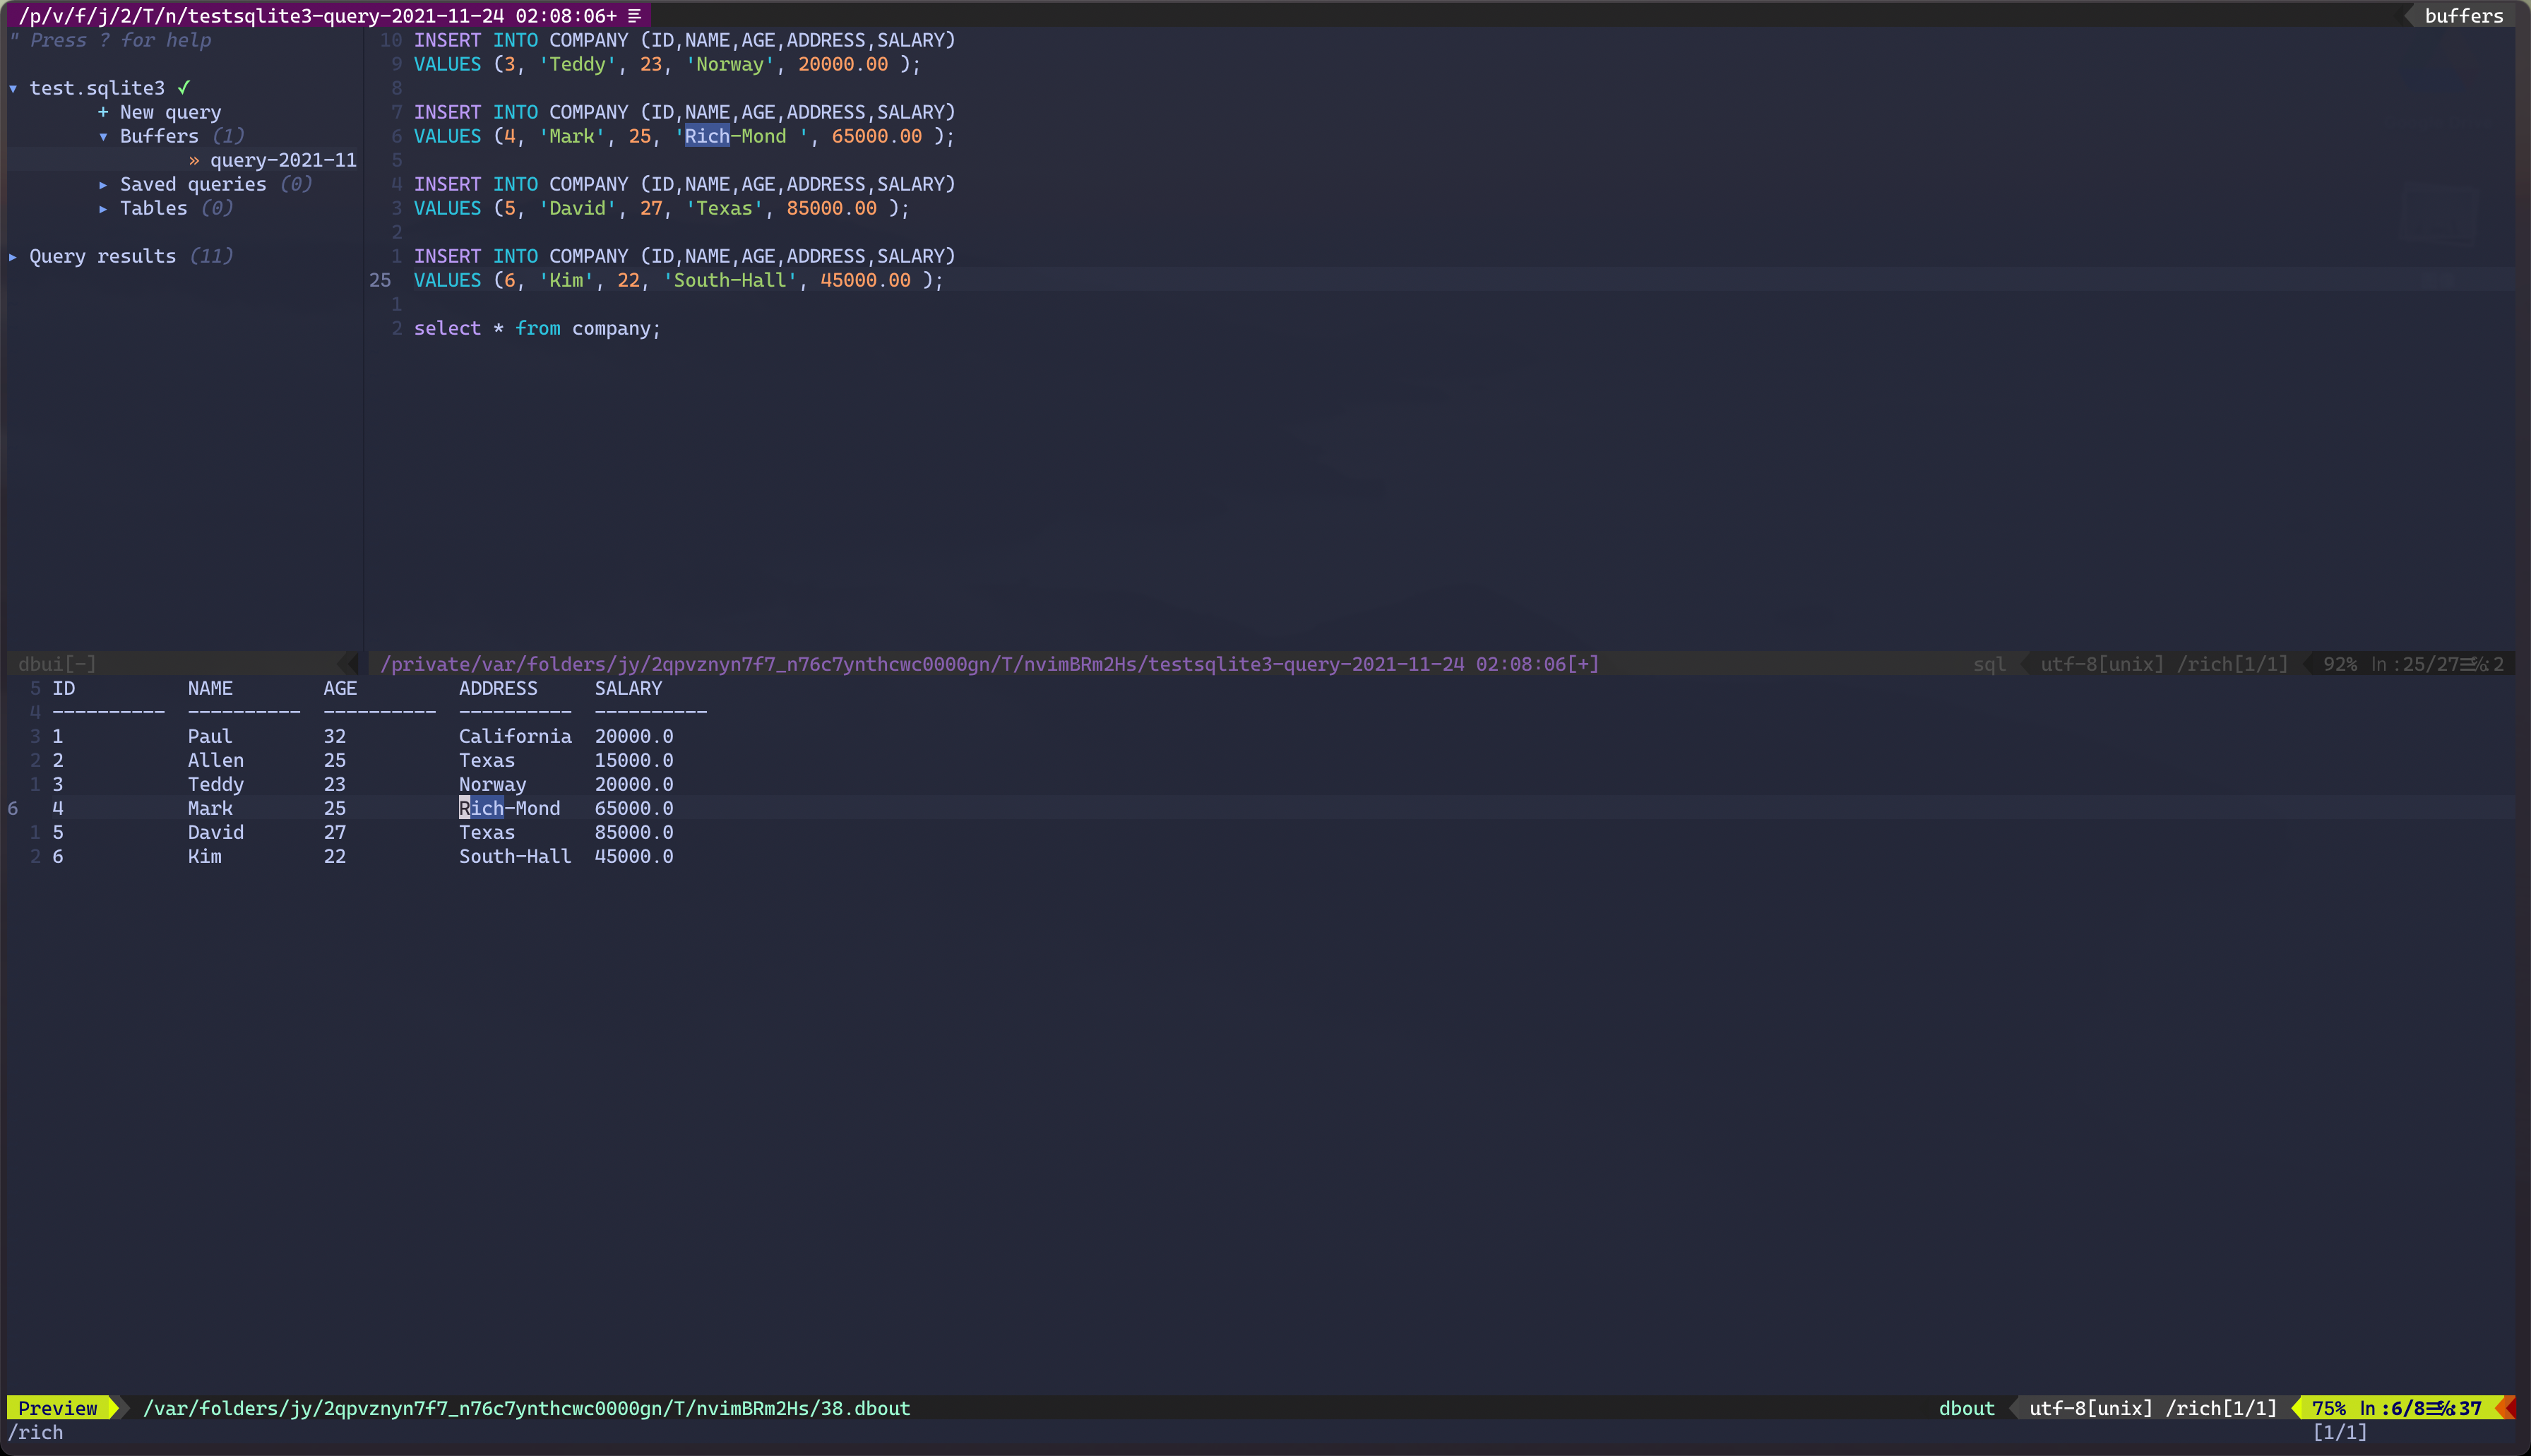 /p/v/f/j/2/T/n/testsqlite3-query-2021-11-24 02:08:06+ buffers
" Press ? for help
▾ test.sqlite3 ✓
+ New query
▾ Buffers (1)
» query-2021-11
▸ Saved queries (0)
▸ Tables (0)
▸ Query results (11)
10 INSERT INTO COMPANY (ID,NAME,AGE,ADDRESS,SALARY)
9 VALUES (3, 'Teddy', 23, 'Norway', 20000.00 );
8
7 INSERT INTO COMPANY (ID,NAME,AGE,ADDRESS,SALARY)
6 VALUES (4, 'Mark', 25, 'Rich-Mond ', 65000.00 );
5
4 INSERT INTO COMPANY (ID,NAME,AGE,ADDRESS,SALARY)
3 VALUES (5, 'David', 27, 'Texas', 85000.00 );
2
1 INSERT INTO COMPANY (ID,NAME,AGE,ADDRESS,SALARY)
25 VALUES (6, 'Kim', 22, 'South-Hall', 45000.00 );
1
2 select * from company;
dbui[-] /private/var/folders/jy/2qpvznyn7f7_n76c7ynthcwc0000gn/T/nvimBRm2Hs/testsqlite3-query-2021-11-24 02:08:06[+] sql utf-8[unix] /rich[1/1] 92% ln :25/27 2
5 ID NAME AGE ADDRESS SALARY
4 ---------- ---------- ---------- ---------- ----------
3 1 Paul 32 California 20000.0
2 2 Allen 25 Texas 15000.0
1 3 Teddy 23 Norway 20000.0
6 4 Mark 25 Rich-Mond 65000.0
1 5 David 27 Texas 85000.0
2 6 Kim 22 South-Hall 45000.0
Preview /var/folders/jy/2qpvznyn7f7_n76c7ynthcwc0000gn/T/nvimBRm2Hs/38.dbout dbout utf-8[unix] /rich[1/1] 75% ln :6/8 37
/rich [1/1]